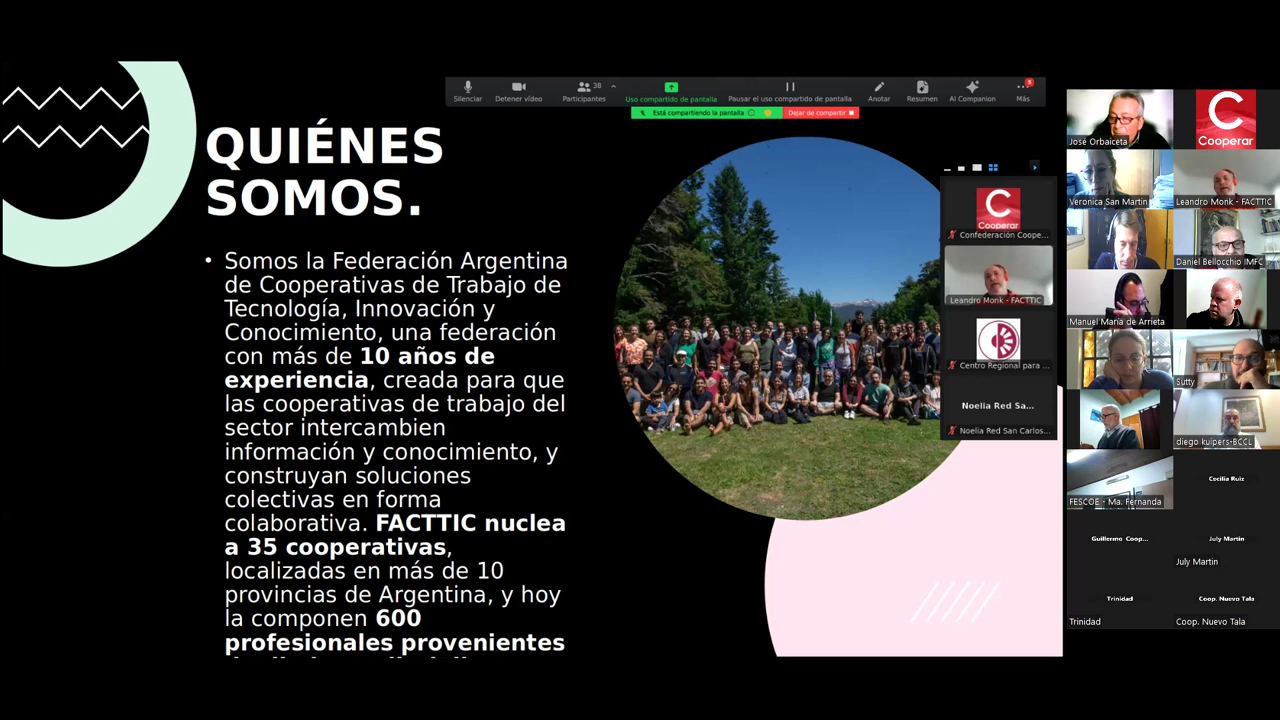 QUIÉNES
SOMOS.
• Somos la Federación Argentina
de Cooperativas de Trabajo de
Tecnología, Innovación y
Conocimiento, una federación
con más de 10 años de
experiencia, creada para que
las cooperativas de trabajo del
sector intercambien
información y conocimiento, y
construyan soluciones
colectivas en forma
colaborativa. FACTTIC nuclea
a 35 cooperativas,
localizadas en más de 10
provincias de Argentina, y hoy
la componen 600
profesionales provenientes
Silenciar
Detener vídeo
Participantes
38
Uso compartido de pantalla
Pausar el uso compartido de pantalla
Anotar
Resumen
AI Companion
Más
Está compartiendo la pantalla
Dejar de compartir
C
Cooperar
Confederación Coope...
Leandro Monk - FACTTIC
Centro Regional para ...
Noelia Red Sa...
Noelia Red San Carlos...
José Orbaiceta
C
Cooperar
Veronica San Martin
Leandro Monk - FACTTIC
Daniel Bellocchio IMFC
Manuel María de Arrieta
Sutty
diego kuipers-BCCL
FESCOE - Ma. Fernanda
Cecilia Ruiz
Guillermo Coop...
July Martin
July Martin
Trinidad
Coop. Nuevo Tala
Trinidad
Coop. Nuevo Tala